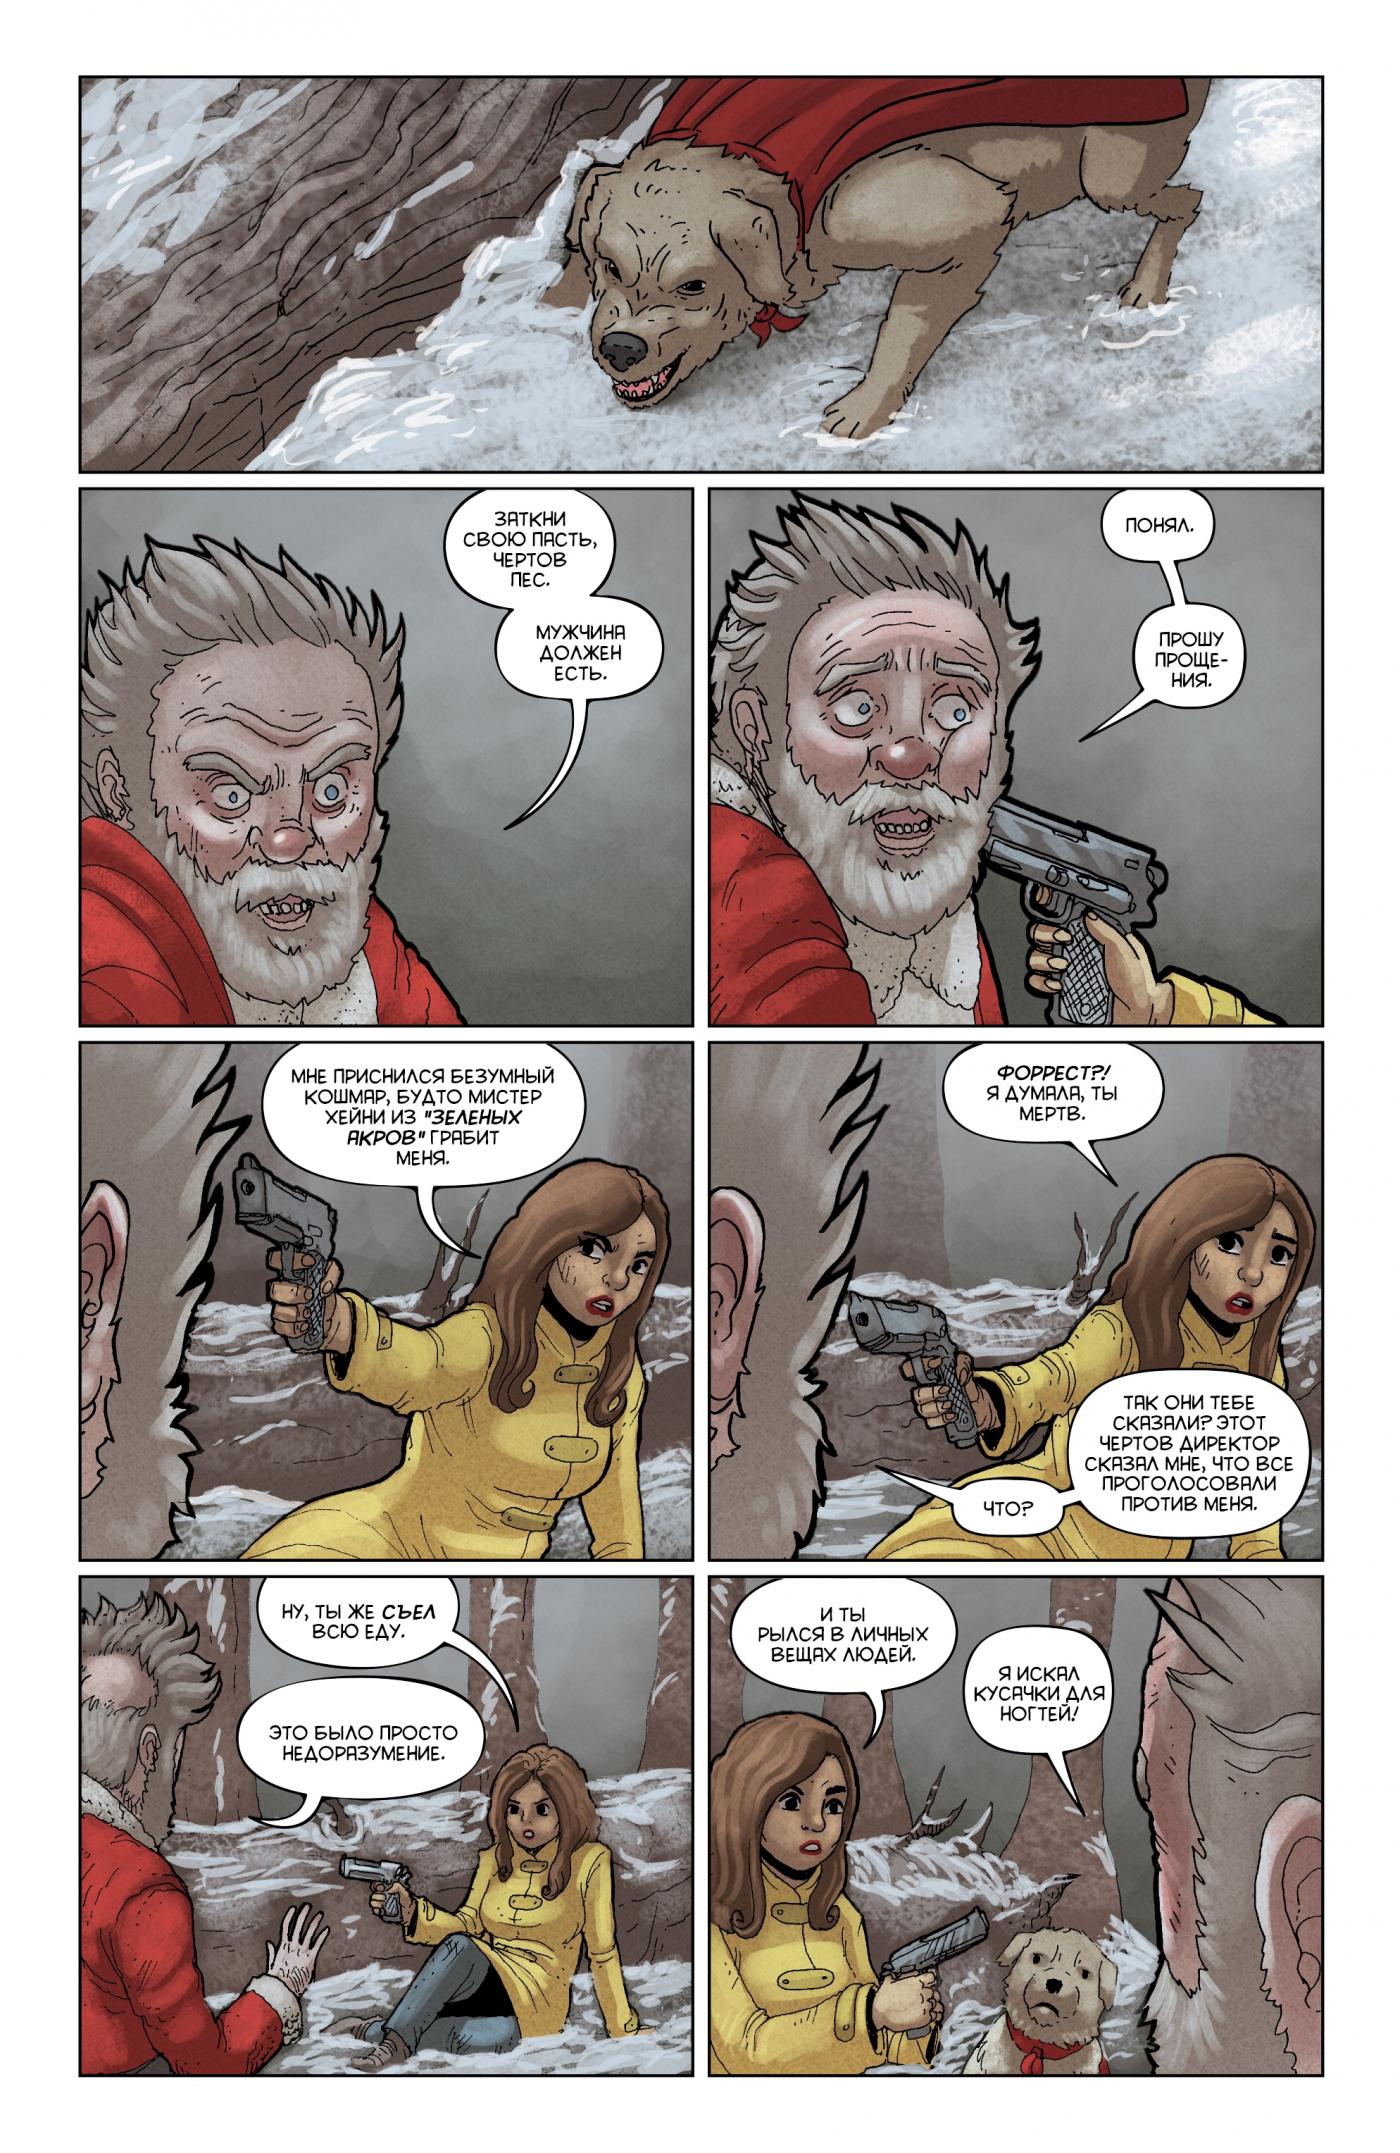 ЗАТКНИ
СВОЮ ПАСТЬ,
ЧЕРТОВ
ПЕС.
МУЖЧИНА
ДОЛЖЕН
ЕСТЬ.
ПОНЯЛ.
ПРОШУ
ПРОЩЕ-
НИЯ.
МНЕ ПРИСНИЛСЯ БЕЗУМНЫЙ
КОШМАР, БУДТО МИСТЕР
ХЕЙНИ ИЗ "ЗЕЛЕНЫХ
АКРОВ" ГРАБИТ
МЕНЯ.
ФОРРЕСТ?!
Я ДУМАЛА, ТЫ
МЕРТВ.
ЧТО?
ТАК ОНИ ТЕБЕ
СКАЗАЛИ? ЭТОТ
ЧЕРТОВ ДИРЕКТОР
СКАЗАЛ МНЕ, ЧТО ВСЕ
ПРОГОЛОСОВАЛИ
ПРОТИВ МЕНЯ.
НУ, ТЫ ЖЕ СЪЕЛ
ВСЮ ЕДУ.
ЭТО БЫЛО ПРОСТО
НЕДОРАЗУМЕНИЕ.
И ТЫ
РЫЛСЯ В ЛИЧНЫХ
ВЕЩАХ ЛЮДЕЙ.
Я ИСКАЛ
КУСАЧКИ ДЛЯ
НОГТЕЙ!